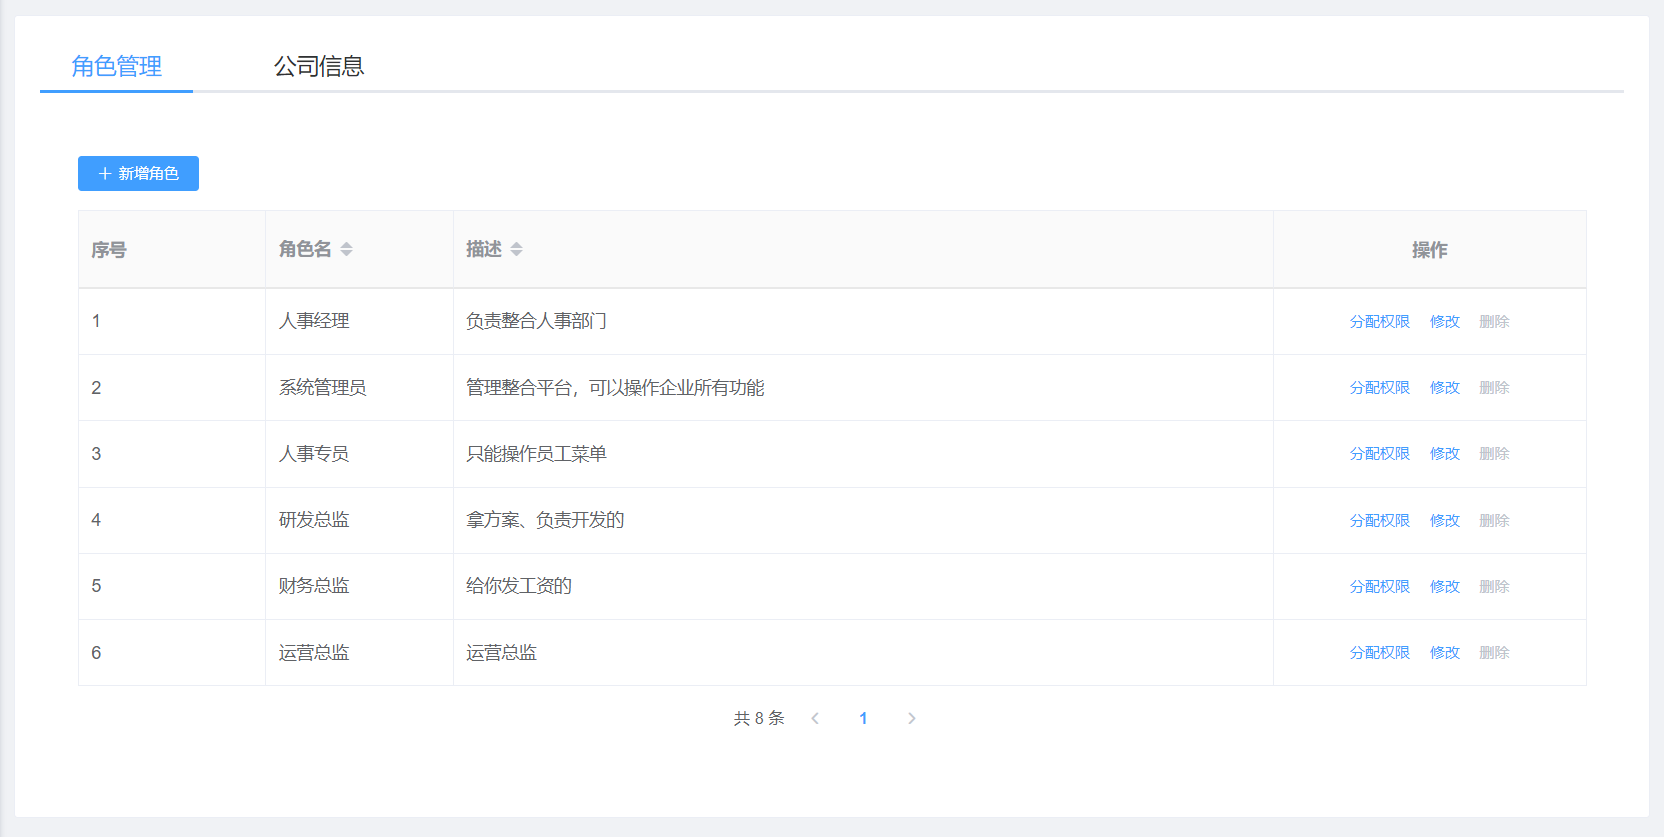 角色管理 公司信息
+ 新增角色
序号 角色名 描述 操作
1 人事经理 负责整合人事部门 分配权限 修改 删除
2 系统管理员 管理整合平台，可以操作企业所有功能 分配权限 修改 删除
3 人事专员 只能操作员工菜单 分配权限 修改 删除
4 研发总监 拿方案、负责开发的 分配权限 修改 删除
5 财务总监 给你发工资的 分配权限 修改 删除
6 运营总监 运营总监 分配权限 修改 删除
共 8 条 1